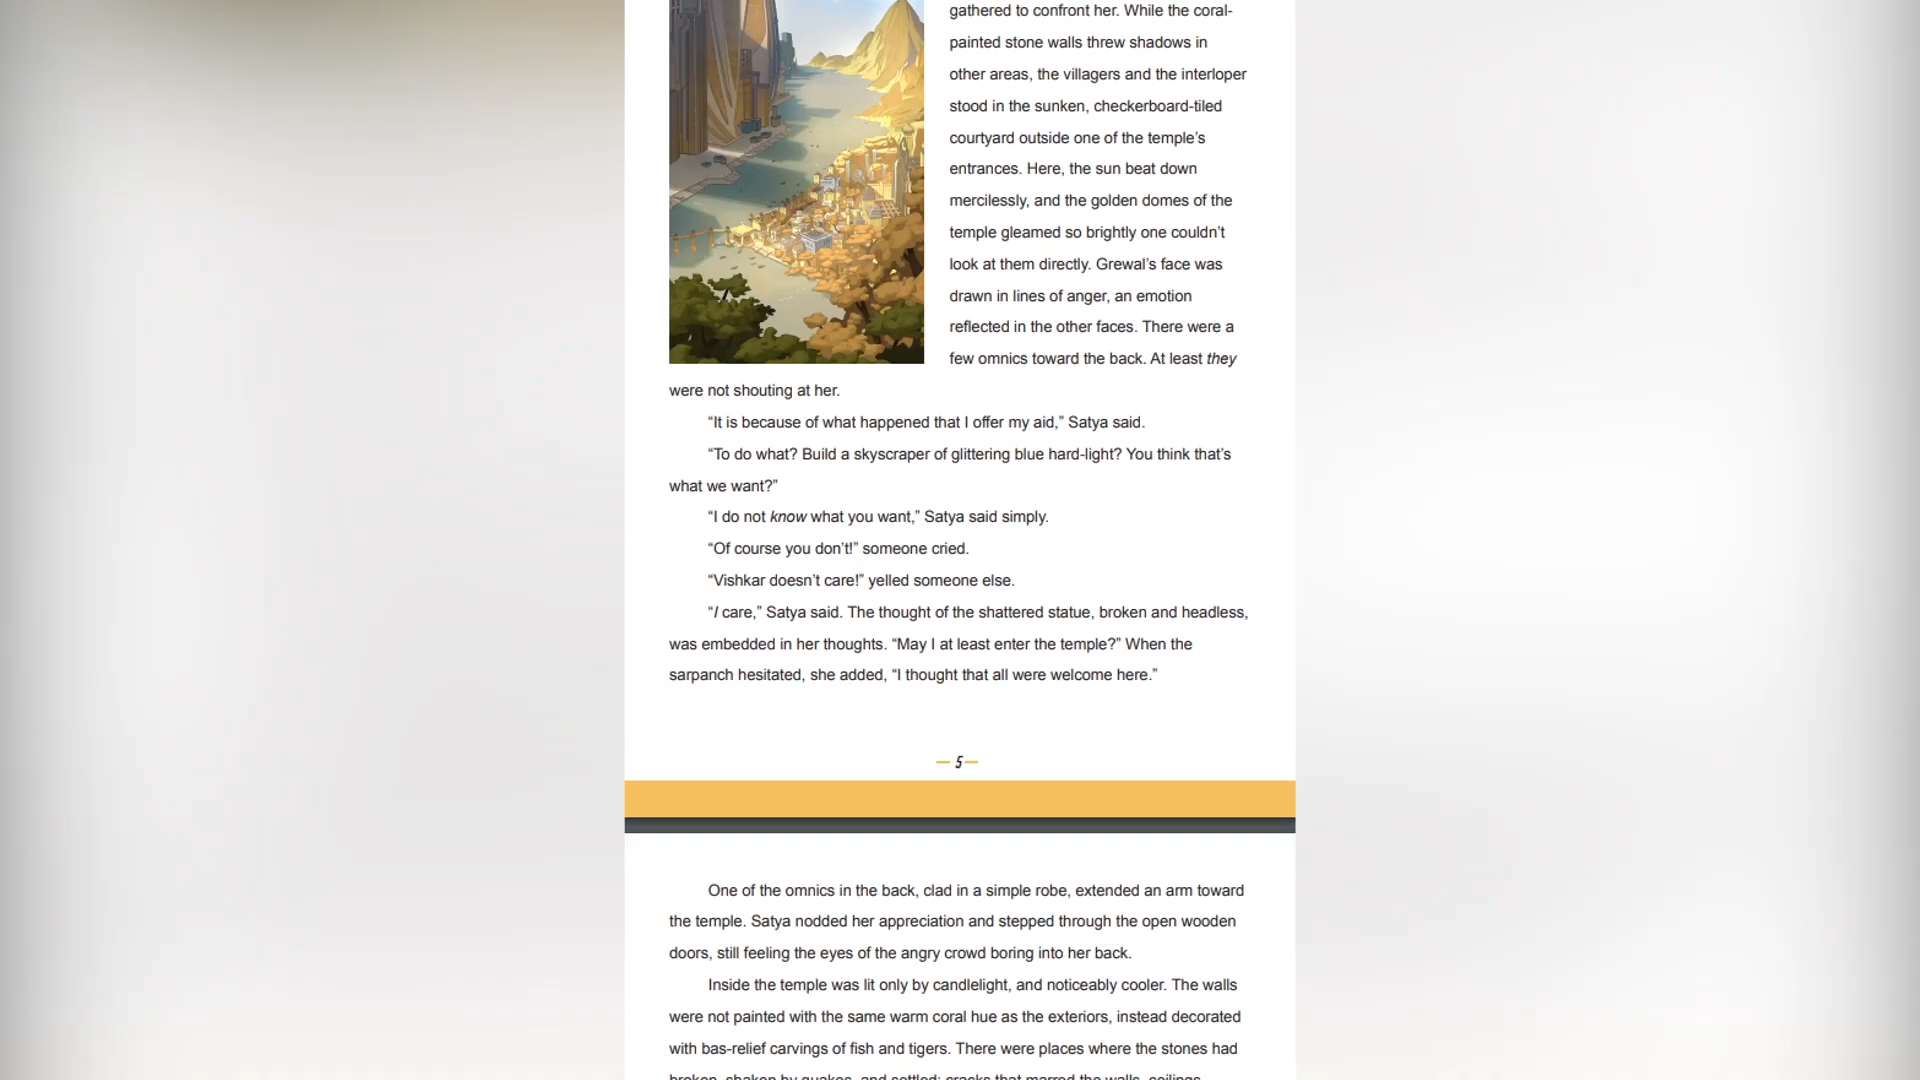 gathered to confront her. While the coral-
painted stone walls threw shadows in
other areas, the villagers and the interloper
stood in the sunken, checkerboard-tiled
courtyard outside one of the temple’s
entrances. Here, the sun beat down
mercilessly, and the golden domes of the
temple gleamed so brightly one couldn’t
look at them directly. Grewal’s face was
drawn in lines of anger, an emotion
reflected in the other faces. There were a
few omnics toward the back. At least they
were not shouting at her.
“It is because of what happened that I offer my aid,” Satya said.
“To do what? Build a skyscraper of glittering blue hard-light? You think that’s
what we want?”
“I do not know what you want,” Satya said simply.
“Of course you don’t!” someone cried.
“Vishkar doesn’t care!” yelled someone else.
“I care,” Satya said. The thought of the shattered statue, broken and headless,
was embedded in her thoughts. “May I at least enter the temple?” When the
sarpanch hesitated, she added, “I thought that all were welcome here.”
— 5 —
One of the omnics in the back, clad in a simple robe, extended an arm toward
the temple. Satya nodded her appreciation and stepped through the open wooden
doors, still feeling the eyes of the angry crowd boring into her back.
Inside the temple was lit only by candlelight, and noticeably cooler. The walls
were not painted with the same warm coral hue as the exteriors, instead decorated
with bas-relief carvings of fish and tigers. There were places where the stones had
broken, shaken by quakes, and settled; cracks that marred the walls, ceilings,